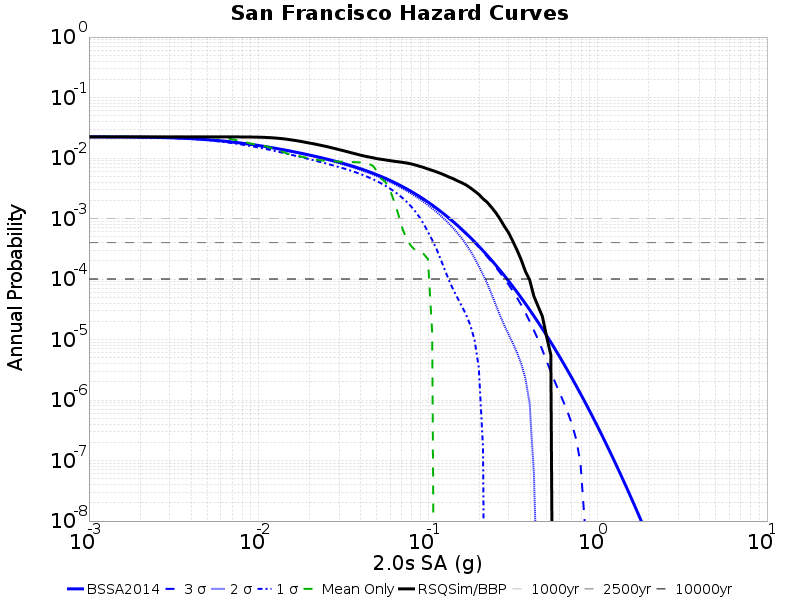 San Francisco Hazard Curves
10^0
10^-1
10^-2
10^-3
10^-4
10^-5
10^-6
10^-7
10^-8
Annual Probability
10^-3 10^-2 10^-1 10^0 10^1
2.0s SA (g)
BSSA2014 3 σ 2 σ 1 σ Mean Only RSQSim/BBP 1000yr 2500yr 10000yr